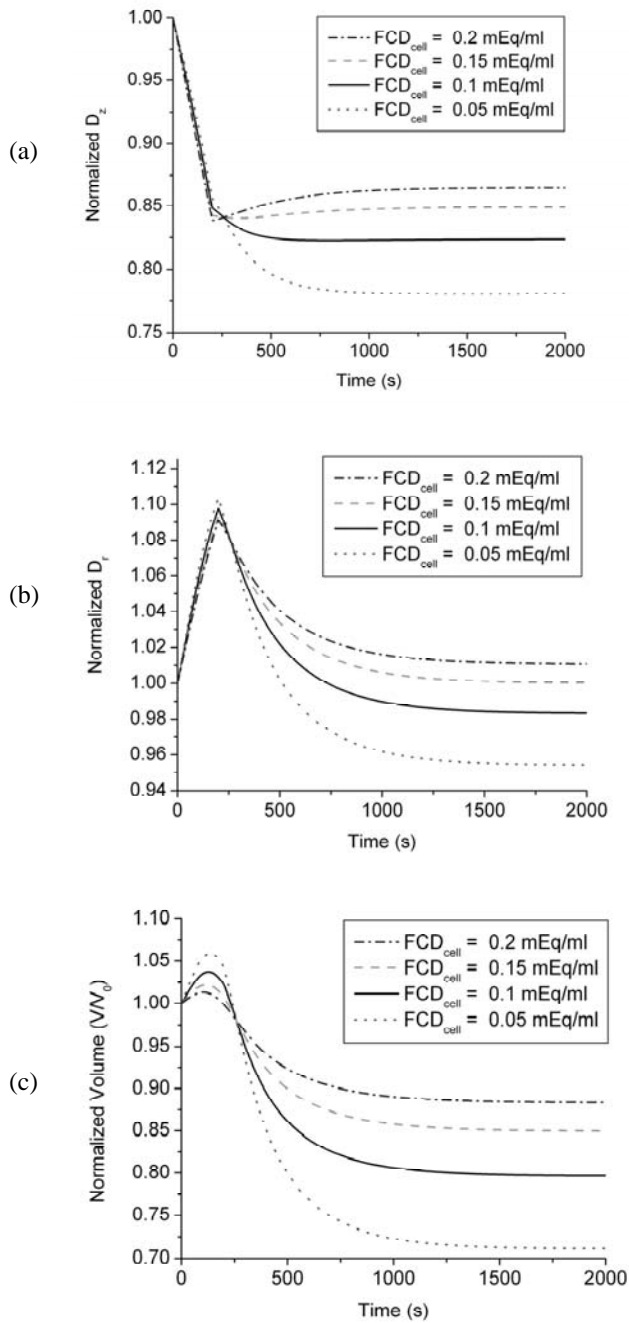 (a)
Normalized D_z
1.00
0.95
0.90
0.85
0.80
0.75
FCD_cell = 0.2 mEq/ml
FCD_cell = 0.15 mEq/ml
FCD_cell = 0.1 mEq/ml
FCD_cell = 0.05 mEq/ml
0 500 1000 1500 2000
Time (s)
(b)
Normalized D_r
1.12
1.10
1.08
1.06
1.04
1.02
1.00
0.98
0.96
0.94
FCD_cell = 0.2 mEq/ml
FCD_cell = 0.15 mEq/ml
FCD_cell = 0.1 mEq/ml
FCD_cell = 0.05 mEq/ml
0 500 1000 1500 2000
Time (s)
(c)
Normalized Volume (V/V_0)
1.10
1.05
1.00
0.95
0.90
0.85
0.80
0.75
0.70
FCD_cell = 0.2 mEq/ml
FCD_cell = 0.15 mEq/ml
FCD_cell = 0.1 mEq/ml
FCD_cell = 0.05 mEq/ml
0 500 1000 1500 2000
Time (s)